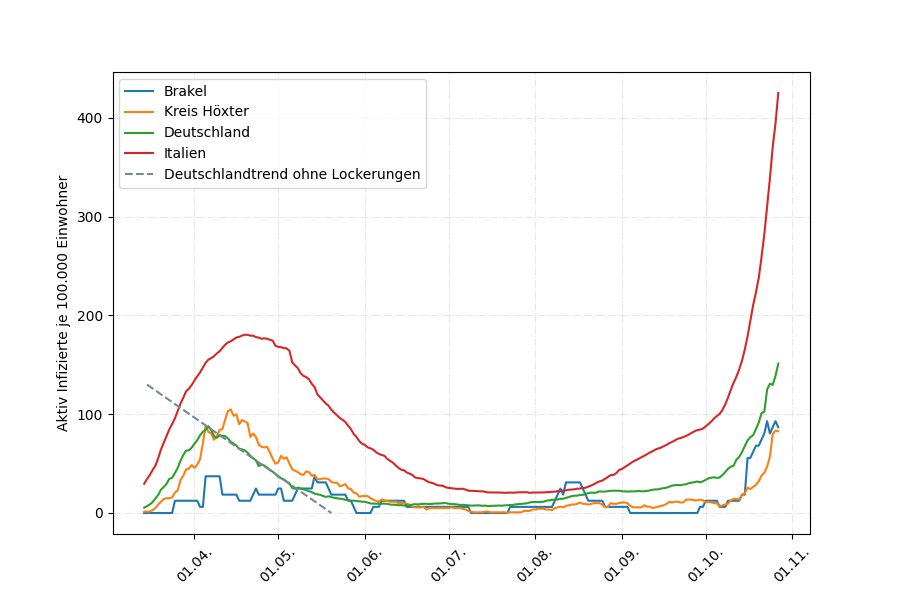 Brakel
Kreis Höxter
Deutschland
Italien
Deutschlandtrend ohne Lockerungen
Aktiv Infizierte je 100.000 Einwohner
400
300
200
100
0
01.04.
01.05.
01.06.
01.07.
01.08.
01.09.
01.10.
01.11.